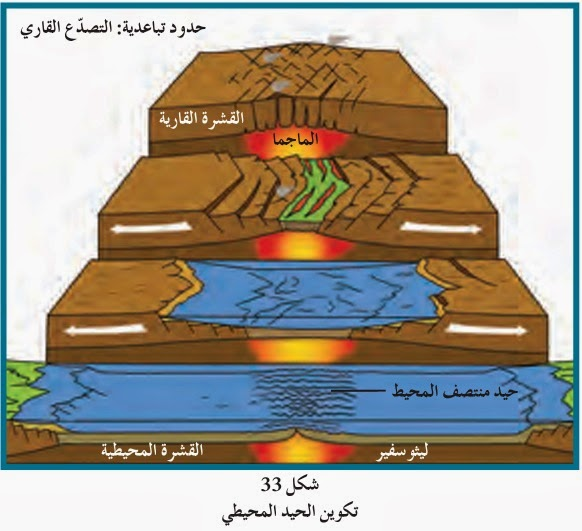 حدود تباعدية: التصدّع القاري
القشرة القارية
الماجما
حيد منتصف المحيط
ليثوسفير
القشرة المحيطية
شكل 33
تكوين الحيد المحيطي